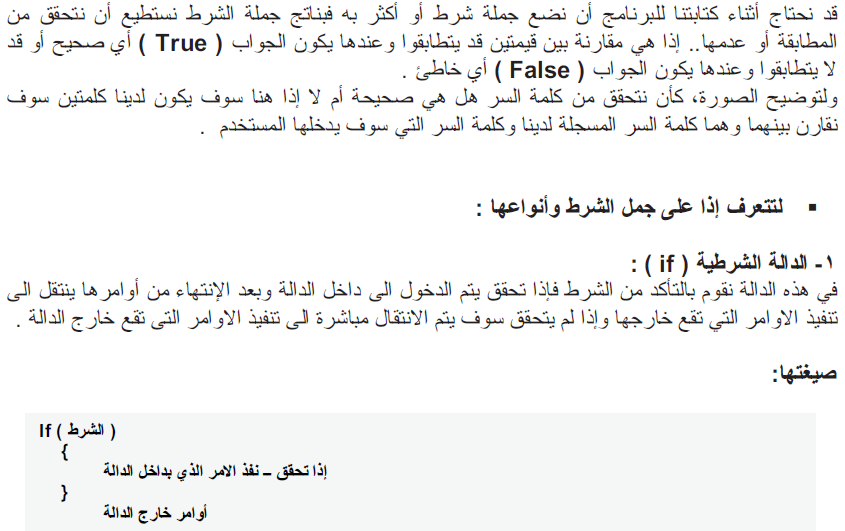 قد نحتاج أثناء كتابتنا للبرنامج أن نضع جملة شرط أو أكثر به فبناتج جملة الشرط نستطيع أن نتحقق من
المطابقة أو عدمها.. إذا هي مقارنة بين قيمتين قد يتطابقوا وعندها يكون الجواب ( True ) أي صحيح أو قد
لا يتطابقوا وعندها يكون الجواب ( False ) أي خاطئ .
ولتوضيح الصورة، كأن نتحقق من كلمة السر هل هي صحيحة أم لا إذا هنا سوف يكون لدينا كلمتين سوف
نقارن بينهما وهما كلمة السر المسجلة لدينا وكلمة السر التي سوف يدخلها المستخدم .
▪ لنتعرف إذا على جمل الشرط وأنواعها :
١- الدالة الشرطية ( if ) :
في هذه الدالة نقوم بالتأكد من الشرط فإذا تحقق يتم الدخول الى داخل الدالة وبعد الإنتهاء من أوامرها ينتقل الى
تنفيذ الاوامر التي تقع خارجها وإذا لم يتحقق سوف يتم الانتقال مباشرة الى تنفيذ الاوامر التى تقع خارج الدالة .
صيغتها:
If ( الشرط )
{
إذا تحقق – نفذ الامر الذي بداخل الدالة
}
أوامر خارج الدالة